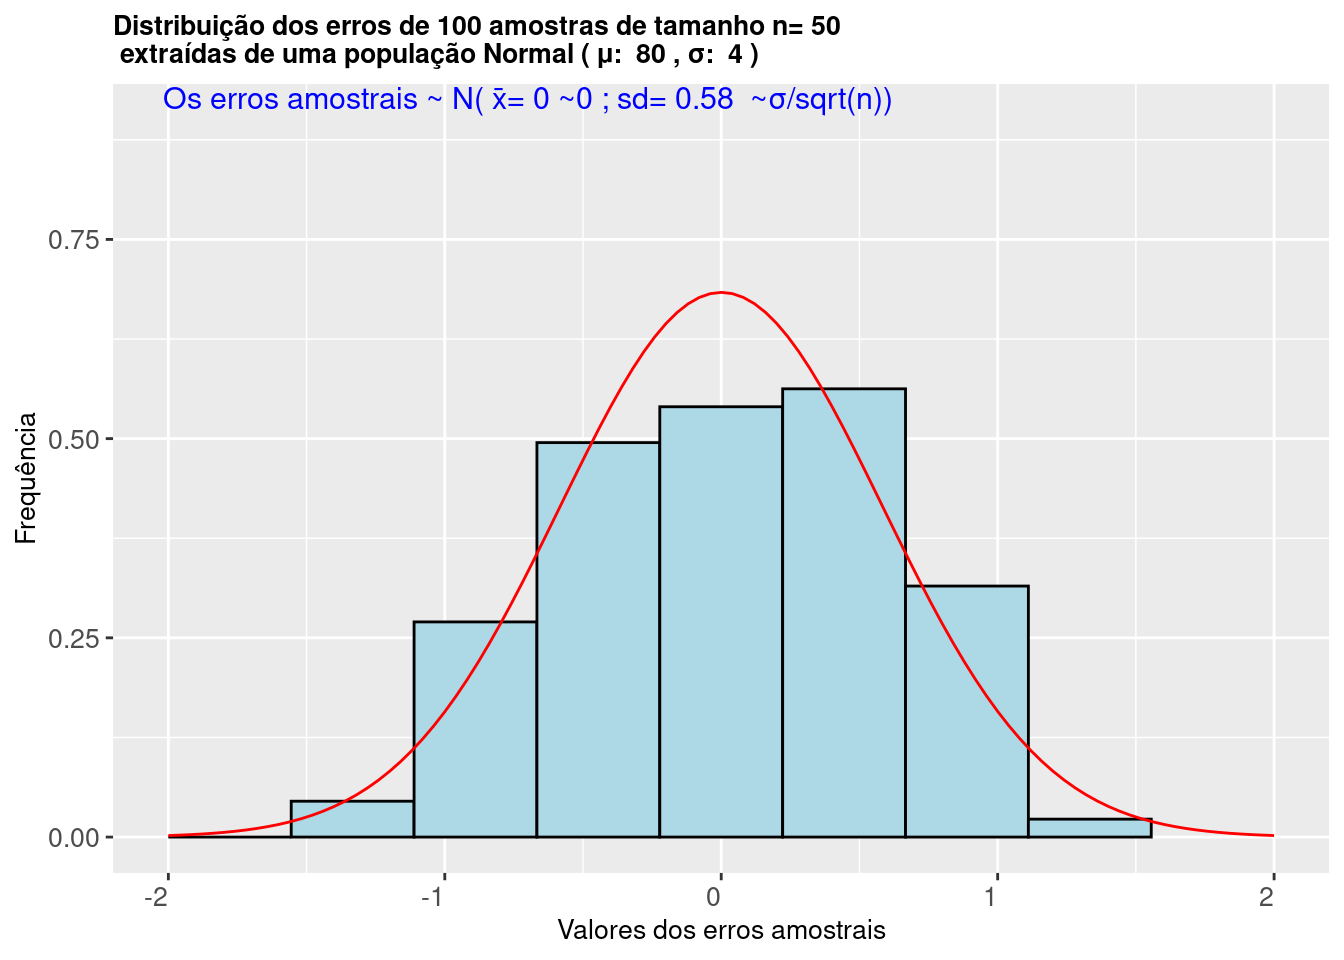 Distribuição dos erros de 100 amostras de tamanho n= 50
extraídas de uma população Normal ( μ:  80 , σ:  4 )
Os erros amostrais ~ N( x̄= 0 ~0 ; sd= 0.58  ~σ/sqrt(n))
0.75
0.50
0.25
0.00
Frequência
-2
-1
0
1
2
Valores dos erros amostrais